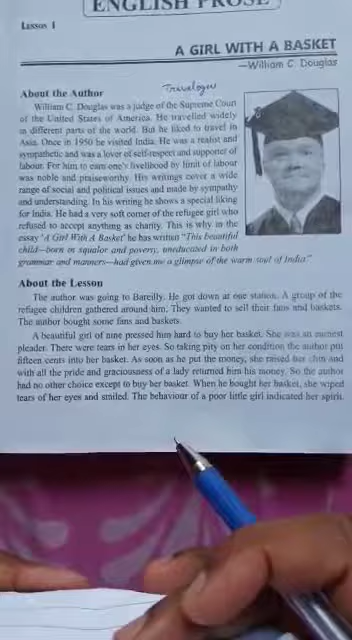 ENGLISH PROSE
Lesson 1
A GIRL WITH A BASKET
—William C. Douglas
About the Author
Travelogue
William C. Douglas was a judge of the Supreme Court
of the United States of America. He travelled widely
in different parts of the world. But he liked to travel in
Asia. Once in 1950 he visited India. He was a realist and
sympathetic and was a lover of self-respect and supporter of
labour. For him to earn one's livelihood by limit of labour
was noble and praiseworthy. His writings cover a wide
range of social and political issues and made by sympathy
and understanding. In his writing he shows a special liking
for India. He had a very soft corner of the refugee girl who
refused to accept anything as charity. This is why in the
essay 'A Girl With A Basket' he has written "This beautiful
child—born in squalor and poverty, uneducated in both
grammar and manners—had given me a glimpse of the warm soul of India."
About the Lesson
The author was going to Bareilly. He got down at one station. A group of the
refugee children gathered around him. They wanted to sell their fans and baskets.
The author bought some fans and baskets.
A beautiful girl of nine pressed him hard to buy her basket. She was an earnest
pleader. There were tears in her eyes. So taking pity on her condition the author put
fifteen cents into her basket. As soon as he put the money, she raised her chin and
with all the pride and graciousness of a lady returned him his money. So the author
had no other choice except to buy her basket. When he bought her basket, she wiped
tears of her eyes and smiled. The behaviour of a poor little girl indicated her spirit.